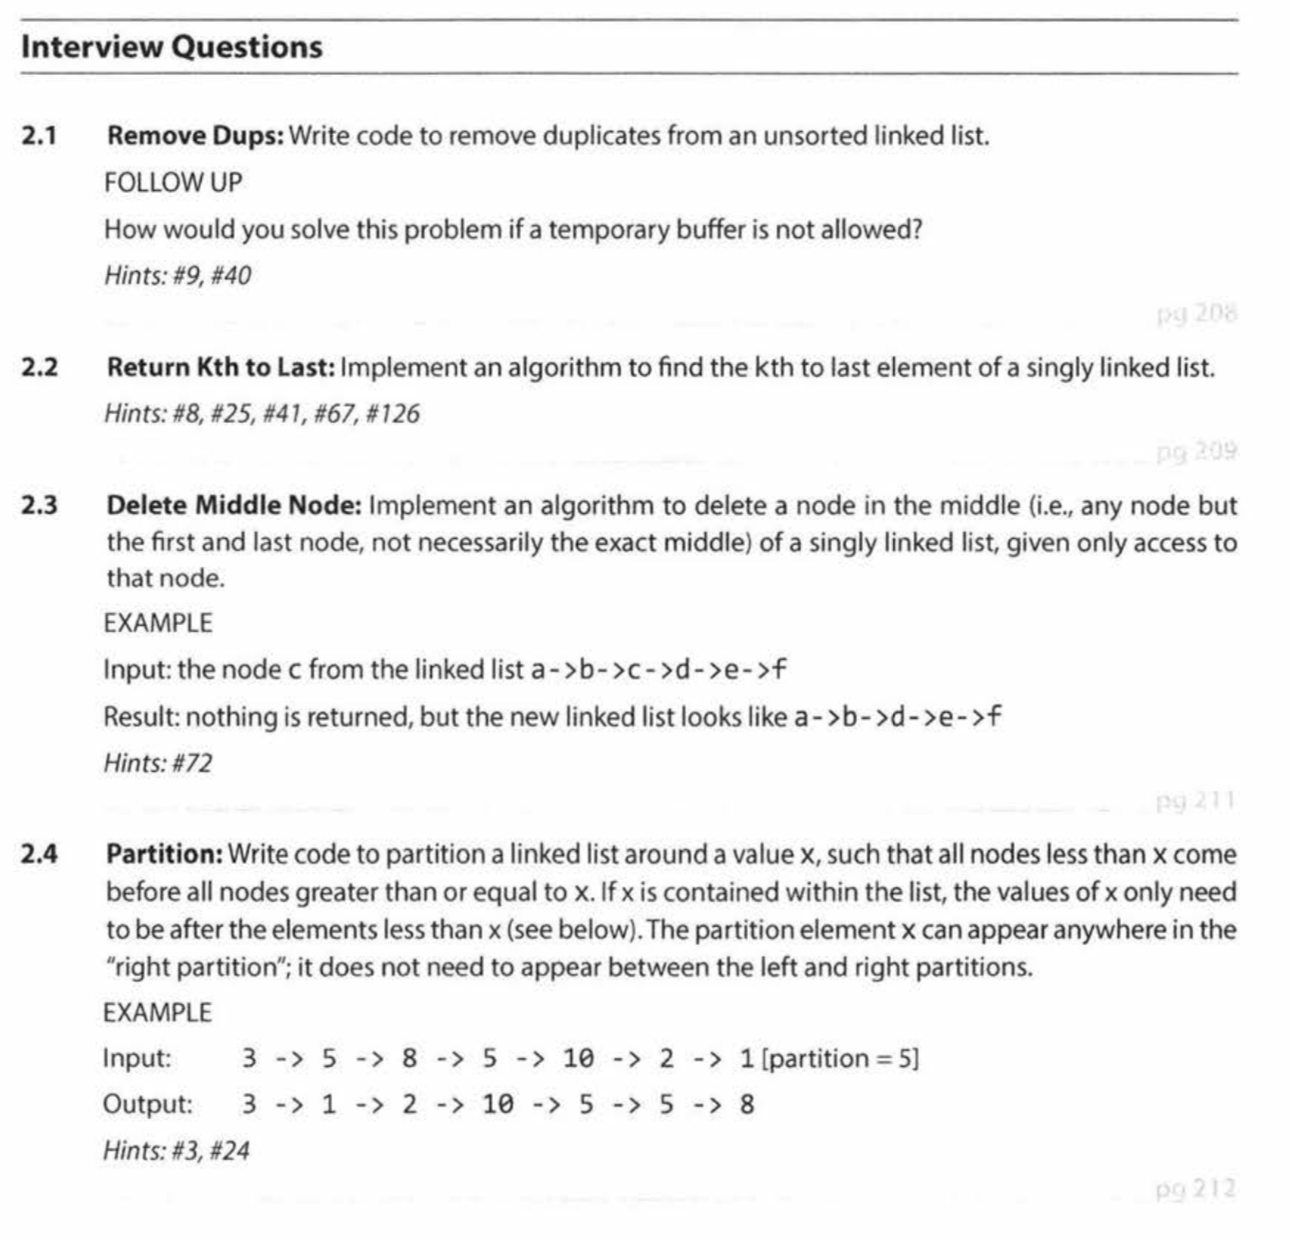 Interview Questions
2.1 Remove Dups: Write code to remove duplicates from an unsorted linked list.
FOLLOW UP
How would you solve this problem if a temporary buffer is not allowed?
Hints: #9, #40
pg 208
2.2 Return Kth to Last: Implement an algorithm to find the kth to last element of a singly linked list.
Hints: #8, #25, #41, #67, #126
pg 209
2.3 Delete Middle Node: Implement an algorithm to delete a node in the middle (i.e., any node but
the first and last node, not necessarily the exact middle) of a singly linked list, given only access to
that node.
EXAMPLE
Input: the node c from the linked list a->b->c->d->e->f
Result: nothing is returned, but the new linked list looks like a->b->d->e->f
Hints: #72
pg 211
2.4 Partition: Write code to partition a linked list around a value x, such that all nodes less than x come
before all nodes greater than or equal to x. If x is contained within the list, the values of x only need
to be after the elements less than x (see below). The partition element x can appear anywhere in the
"right partition"; it does not need to appear between the left and right partitions.
EXAMPLE
Input: 3 -> 5 -> 8 -> 5 -> 10 -> 2 -> 1 [partition = 5]
Output: 3 -> 1 -> 2 -> 10 -> 5 -> 5 -> 8
Hints: #3, #24
pg 212